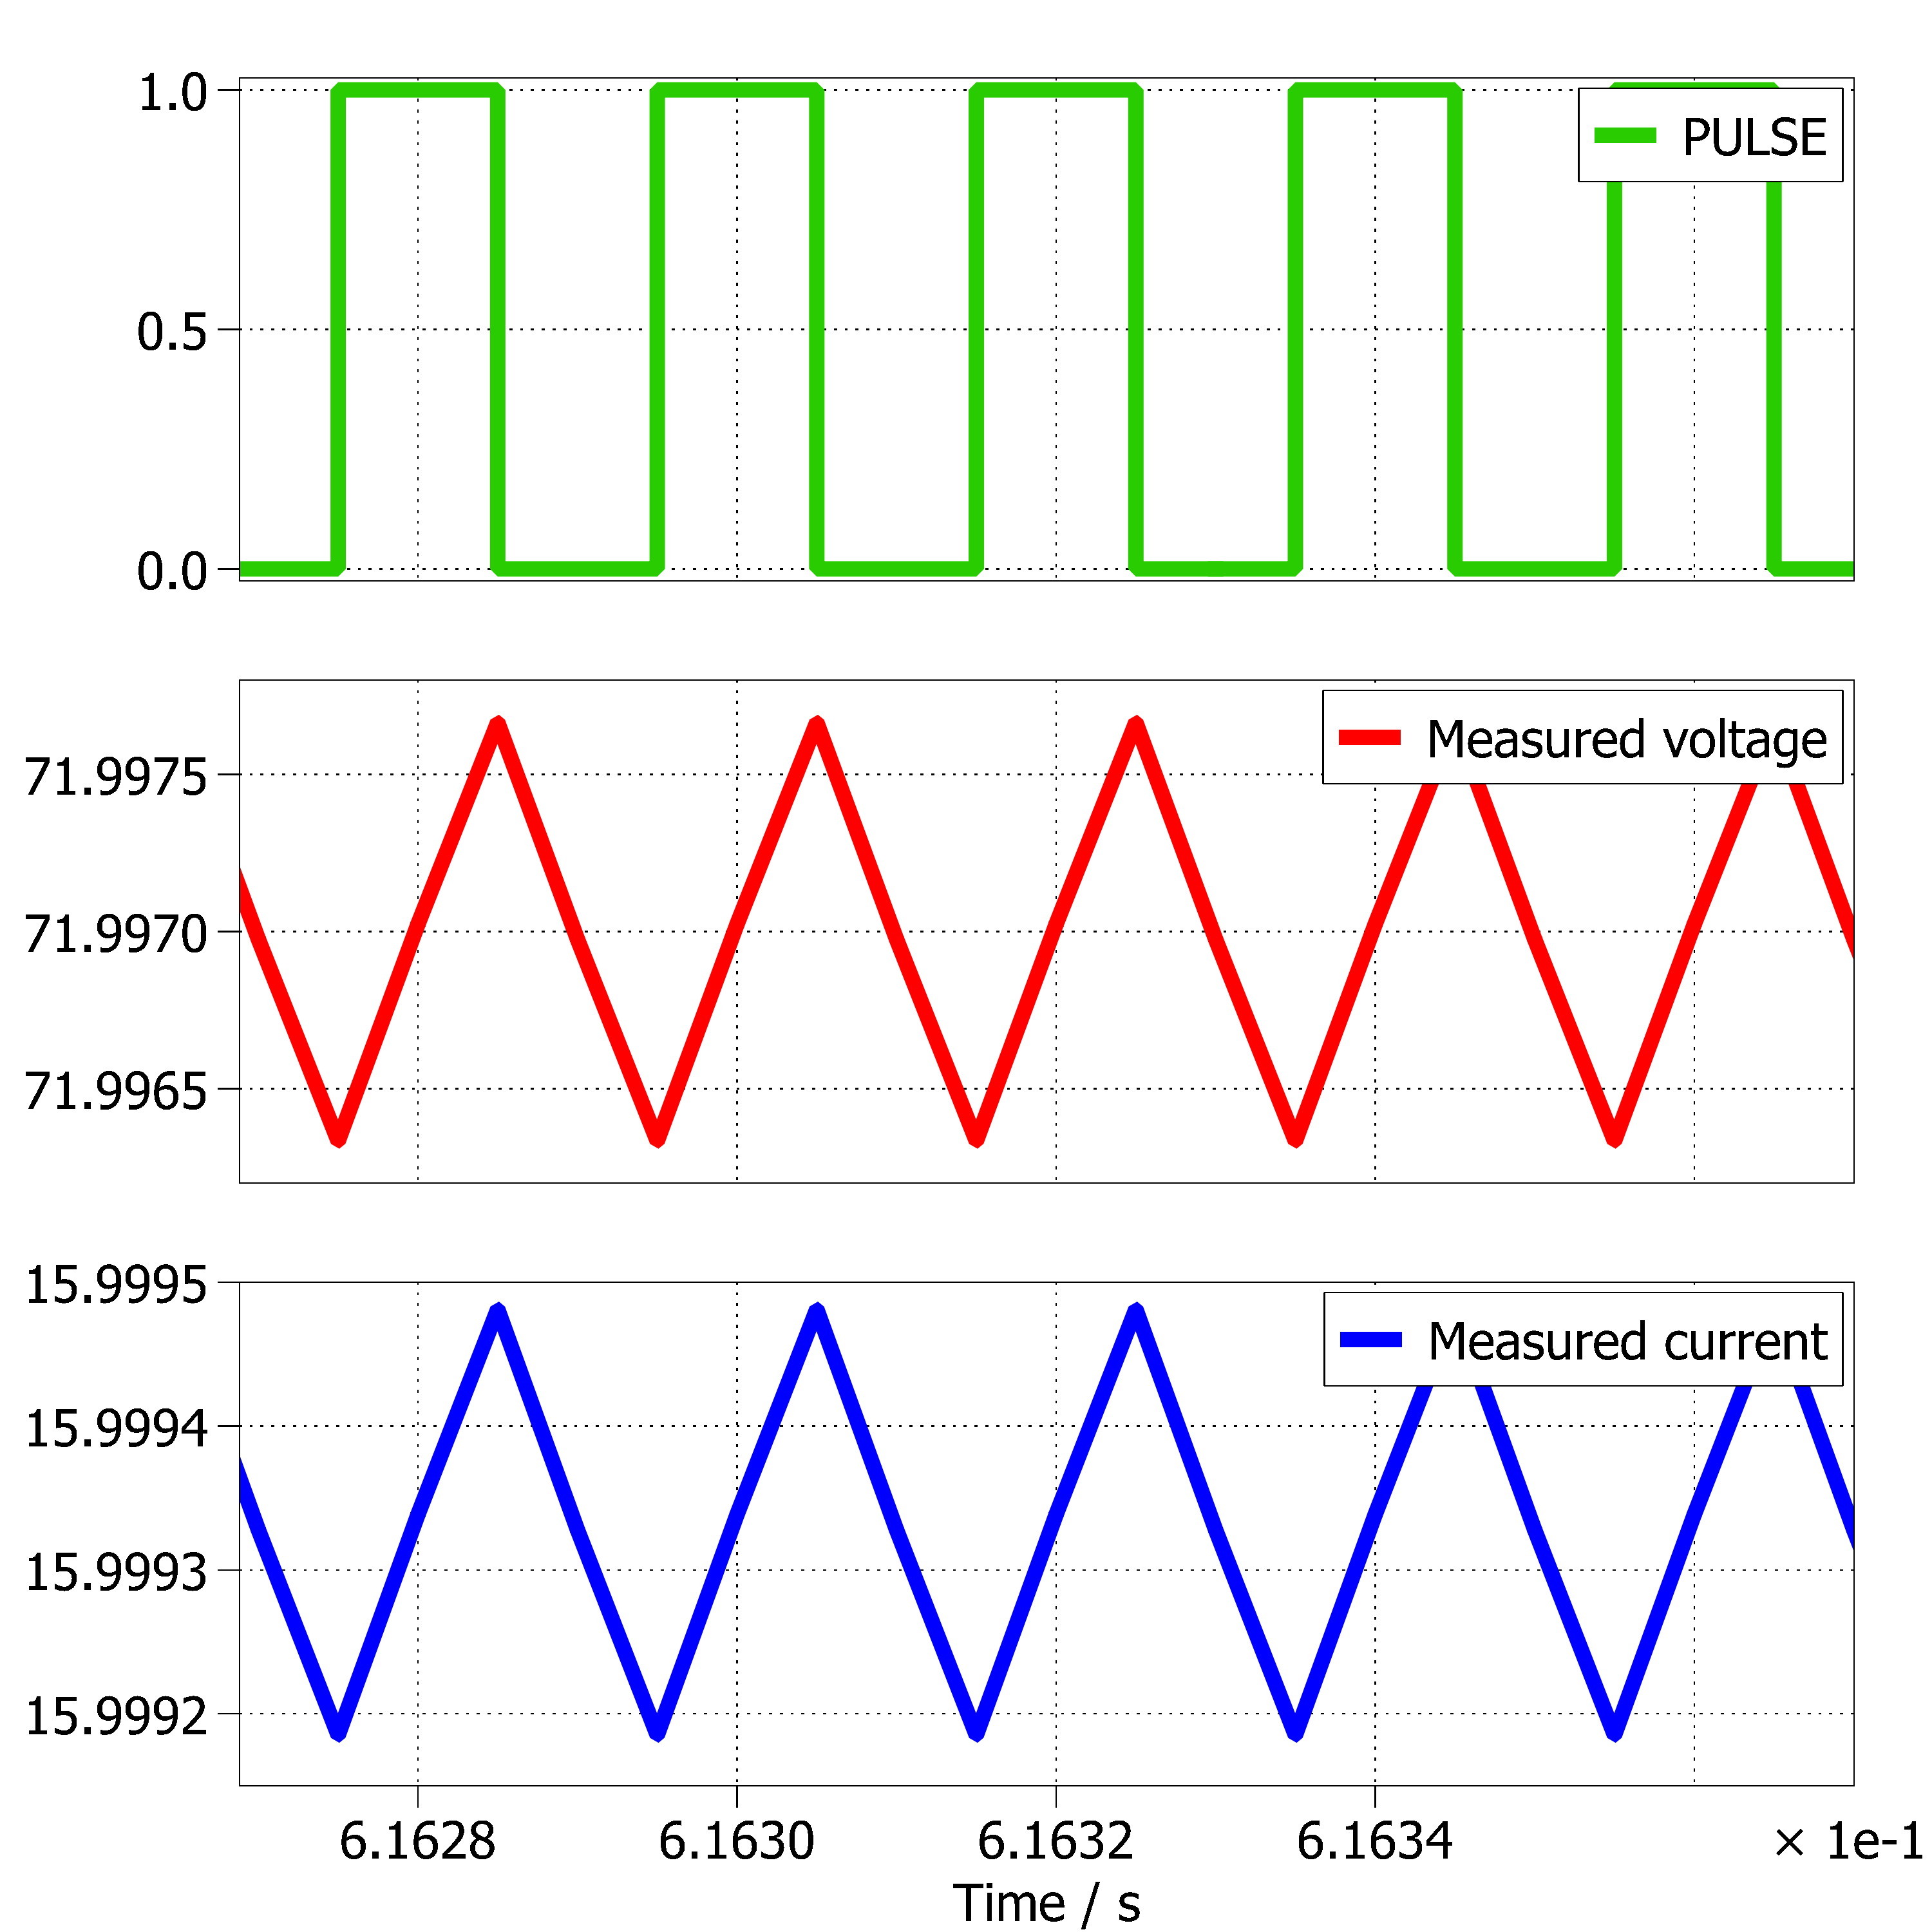 1.0
PULSE
0.5
0.0
Measured voltage
71.9975
71.9970
71.9965
15.9995
Measured current
15.9994
15.9993
15.9992
6.1628 6.1630 6.1632 6.1634 × 1e-1
Time / s